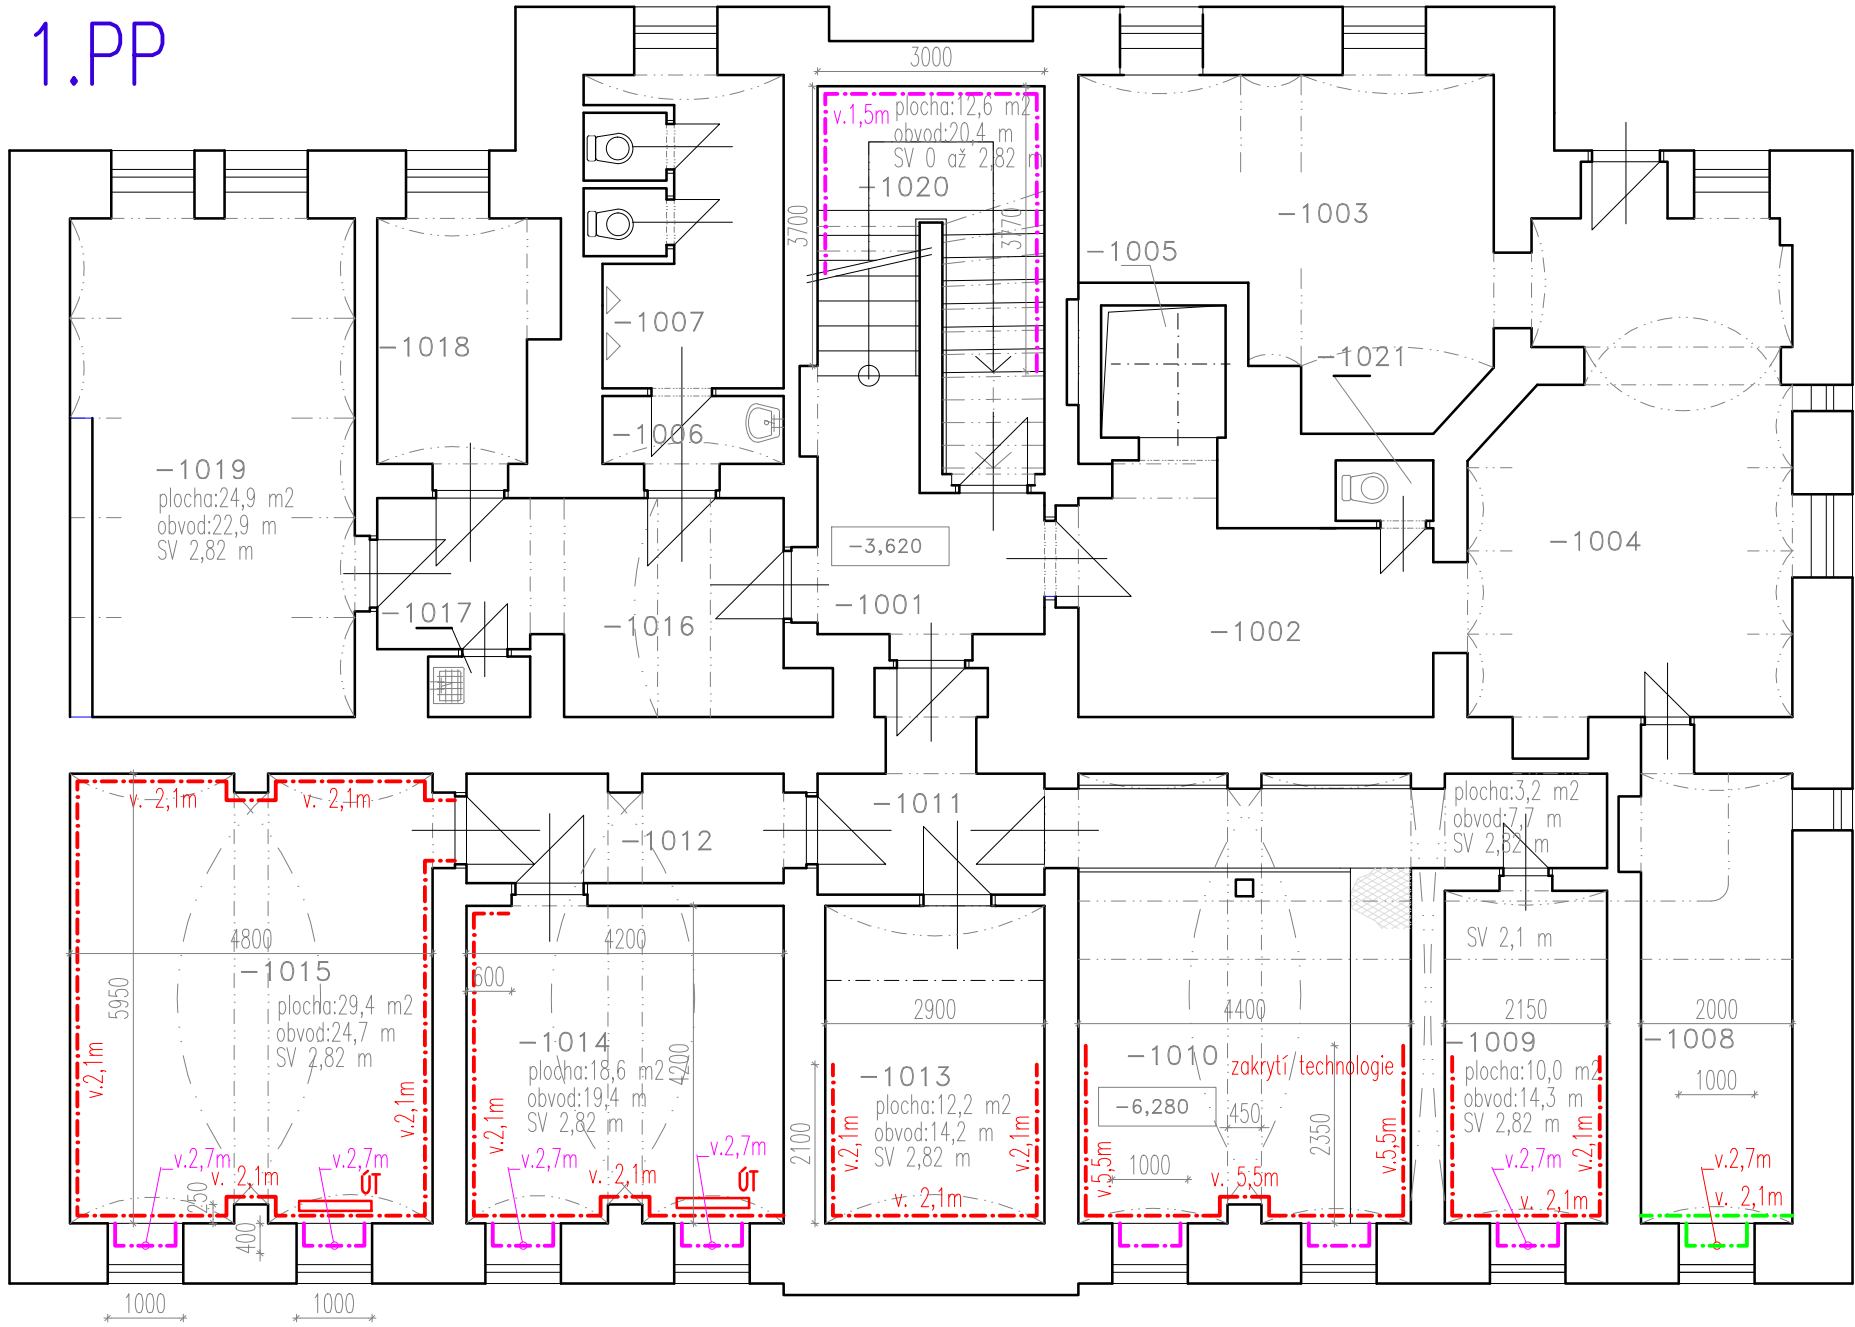 1.PP
3000
v.1,5m
plocha:12,6 m2
obvod:20,4 m
SV 0 až 2,82 m
-1020
3700
3770
-1003
-1005
-1007
-1018
-1021
-1006
-1019
plocha:24,9 m2
obvod:22,9 m
SV 2,82 m
-3,620
-1004
-1017
-1016
-1001
-1002
v. 2,1m
v. 2,1m
-1011
-1012
plocha:3,2 m2
obvod:7,7 m
SV 2,82 m
4800
4200
SV 2,1 m
-1015
600
5950
plocha:29,4 m2
obvod:24,7 m
SV 2,82 m
2900
4400
2150
2000
-1014
plocha:18,6 m2
obvod:19,4 m
SV 2,82 m
4200
-1010
zakrytí technologie
-1009
plocha:10,0 m2
obvod:14,3 m
SV 2,82 m
-1008
v.2,1m
v.2,1m
v.2,1m
-1013
plocha:12,2 m2
obvod:14,2 m
SV 2,82 m
1000
-6,280
450
2350
2100
v.2,1m
v.2,1m
v.5,5m
v.5,5m
v.2,1m
v.2,7m
v.2,7m
v.2,7m
v.2,7m
v.2,7m
v.2,7m
1000
v. 2,1m
ÚT
v. 2,1m
ÚT
v. 2,1m
v. 5,5m
v. 2,1m
v. 2,1m
250
400
1000
1000